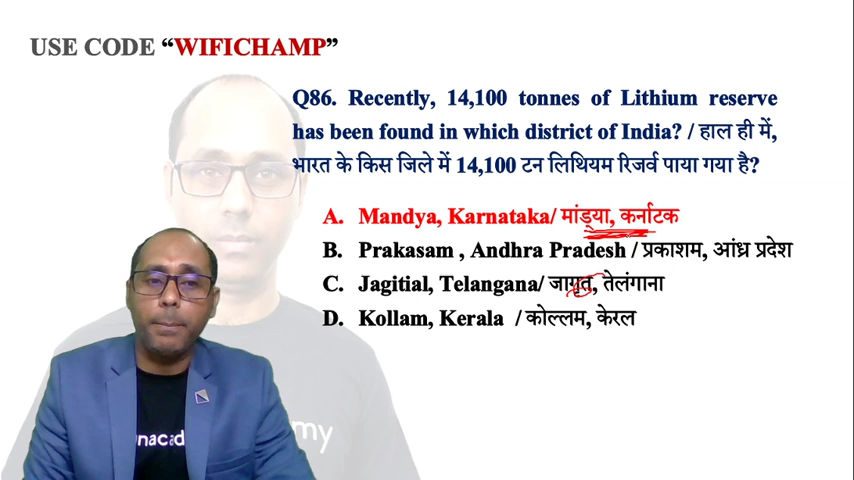 USE CODE “WIFICHAMP”
Q86. Recently, 14,100 tonnes of Lithium reserve
has been found in which district of India? / हाल ही में,
भारत के किस जिले में 14,100 टन लिथियम रिजर्व पाया गया है?
A. Mandya, Karnataka/ मांड्या, कर्नाटक
B. Prakasam , Andhra Pradesh / प्रकाशम, आंध्र प्रदेश
C. Jagitial, Telangana/ जागृत, तेलंगाना
D. Kollam, Kerala / कोल्लम, केरल
unacad
my